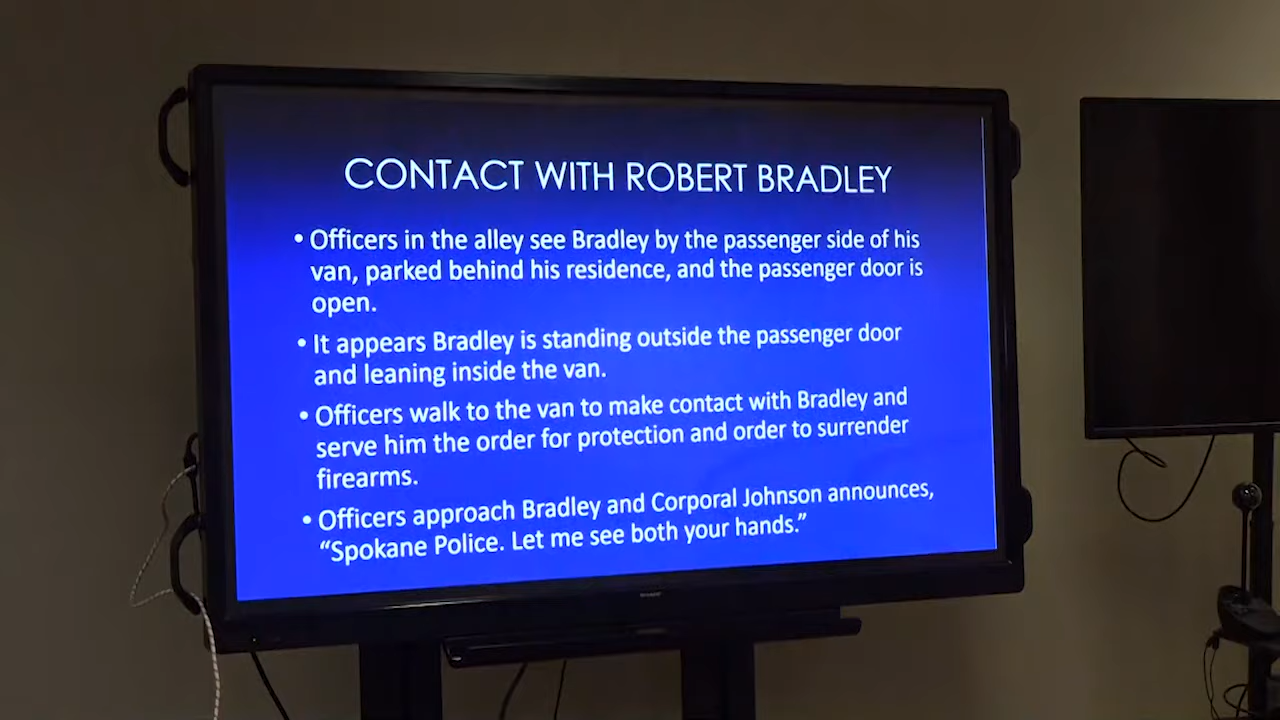 CONTACT WITH ROBERT BRADLEY
• Officers in the alley see Bradley by the passenger side of his
van, parked behind his residence, and the passenger door is
open.
• It appears Bradley is standing outside the passenger door
and leaning inside the van.
• Officers walk to the van to make contact with Bradley and
serve him the order for protection and order to surrender
firearms.
• Officers approach Bradley and Corporal Johnson announces,
“Spokane Police. Let me see both your hands.”
SHARP